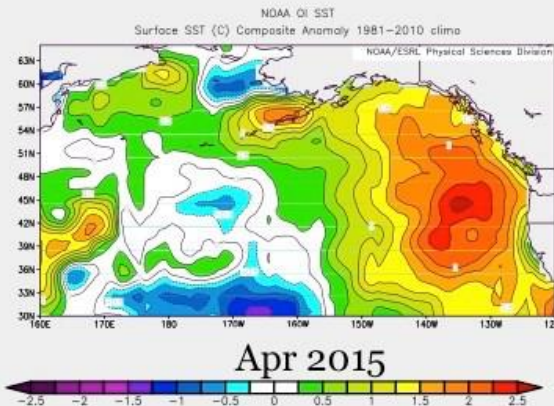 NOAA OI SST
Surface SST (C) Composite Anomaly 1981-2010 climo
NOAA/ESRL Physical Sciences Division
63N
60N
57N
54N
51N
48N
45N
42N
39N
36N
33N
30N
160E 170E 180 170W 160W 150W 140W 130W
Apr 2015
-2.5 -2 -1.5 -1 -0.5 0 0.5 1 1.5 2 2.5